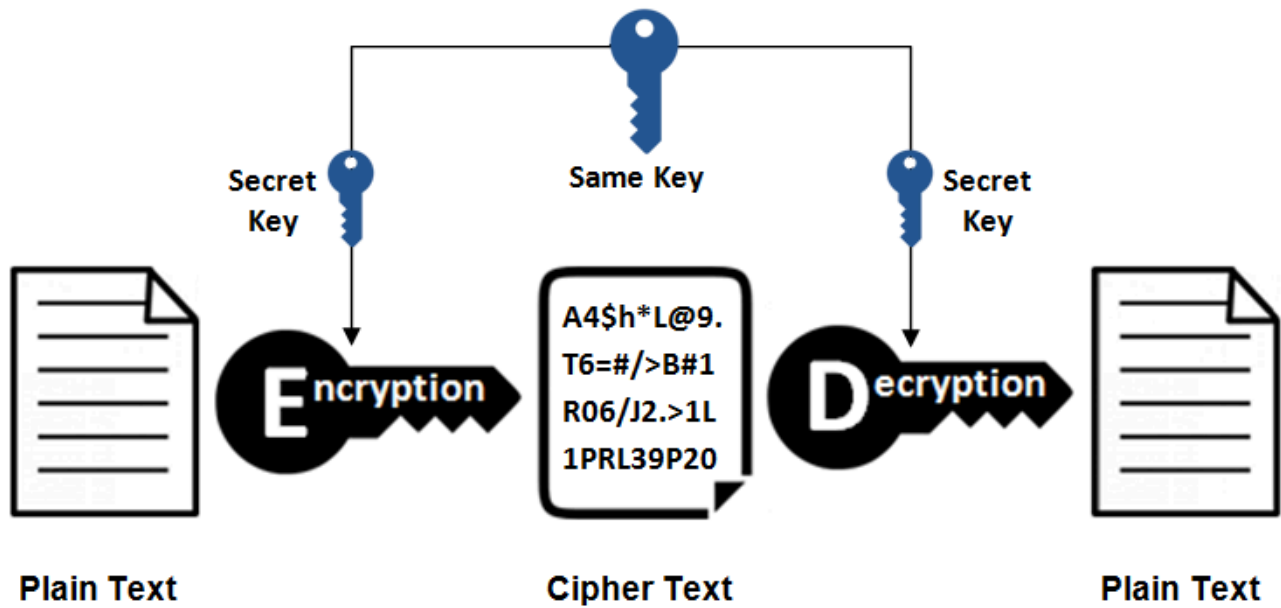 Same Key
Secret
Key
Secret
Key
Encryption
A4$h*L@9.
T6=#/>B#1
R06/J2.>1L
1PRL39P20
Decryption
Plain Text
Cipher Text
Plain Text